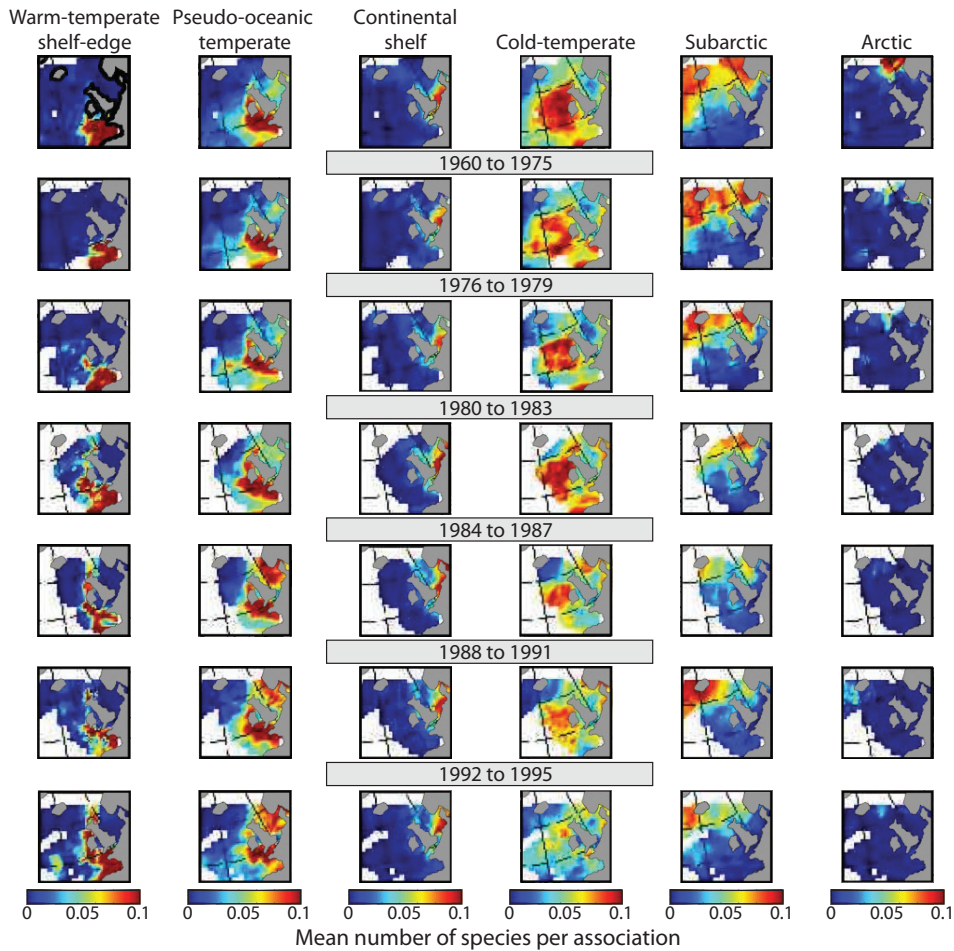 Warm-temperate
shelf-edge
Pseudo-oceanic
temperate
Continental
shelf
Cold-temperate
Subarctic
Arctic
1960 to 1975
1976 to 1979
1980 to 1983
1984 to 1987
1988 to 1991
1992 to 1995
0 0.05 0.1 0 0.05 0.1 0 0.05 0.1 0 0.05 0.1 0 0.05 0.1 0 0.05 0.1
Mean number of species per association